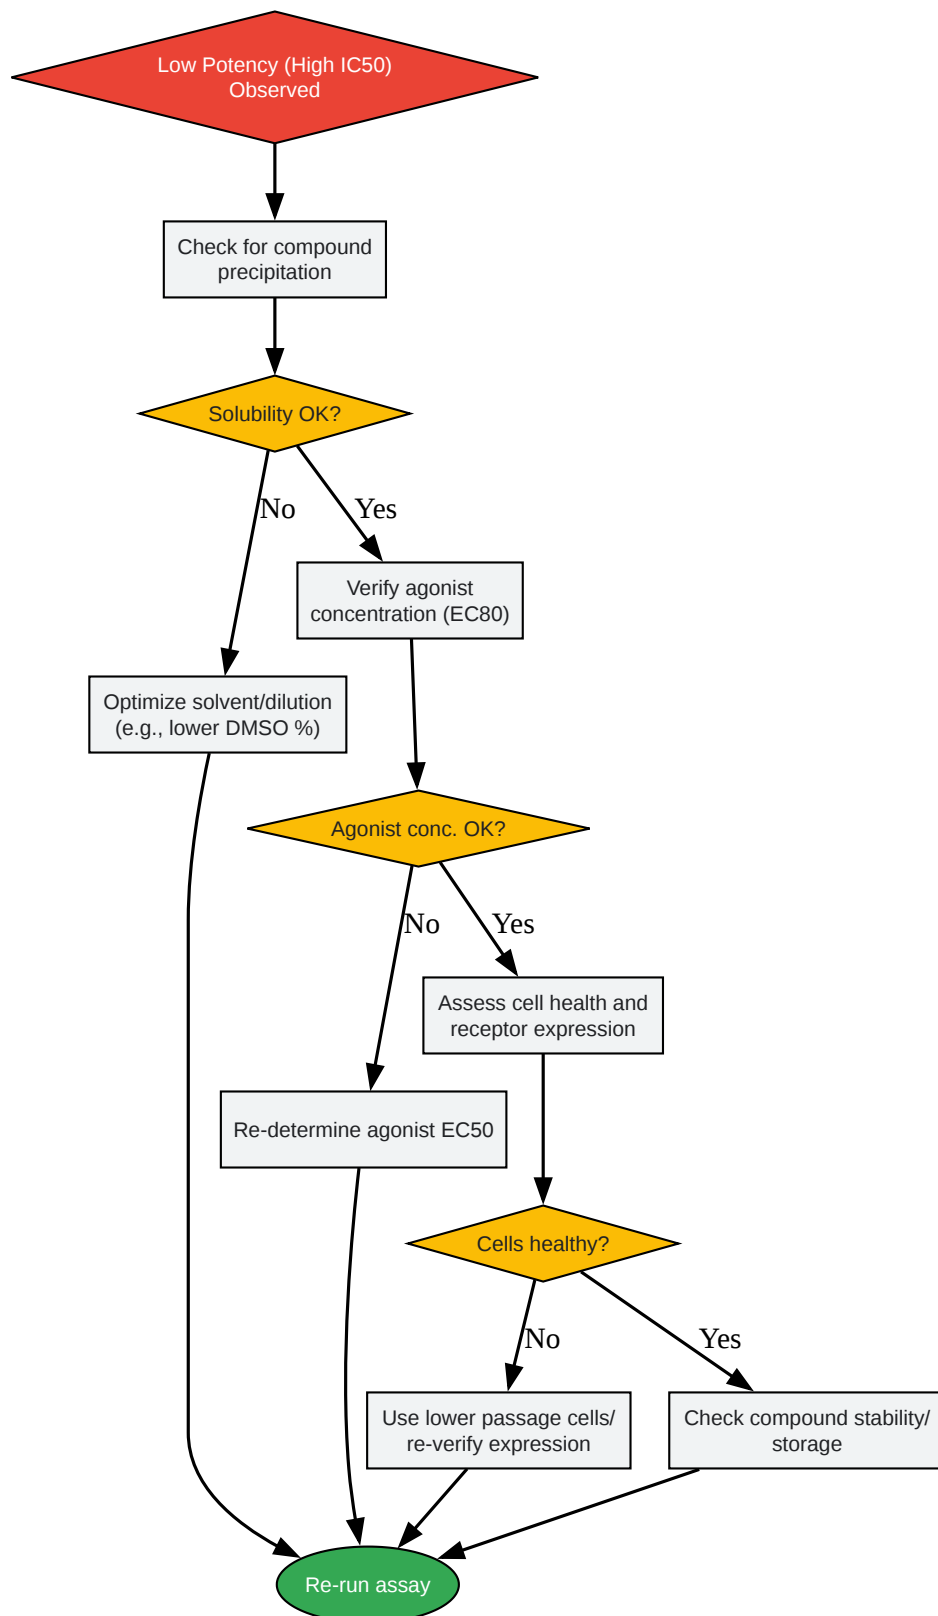 Low Potency (High IC50)
Observed
Check for compound
precipitation
Solubility OK?
No
Yes
Verify agonist
concentration (EC80)
Optimize solvent/dilution
(e.g., lower DMSO %)
Agonist conc. OK?
No
Yes
Assess cell health and
receptor expression
Re-determine agonist EC50
Cells healthy?
No
Yes
Use lower passage cells/
re-verify expression
Check compound stability/
storage
Re-run assay